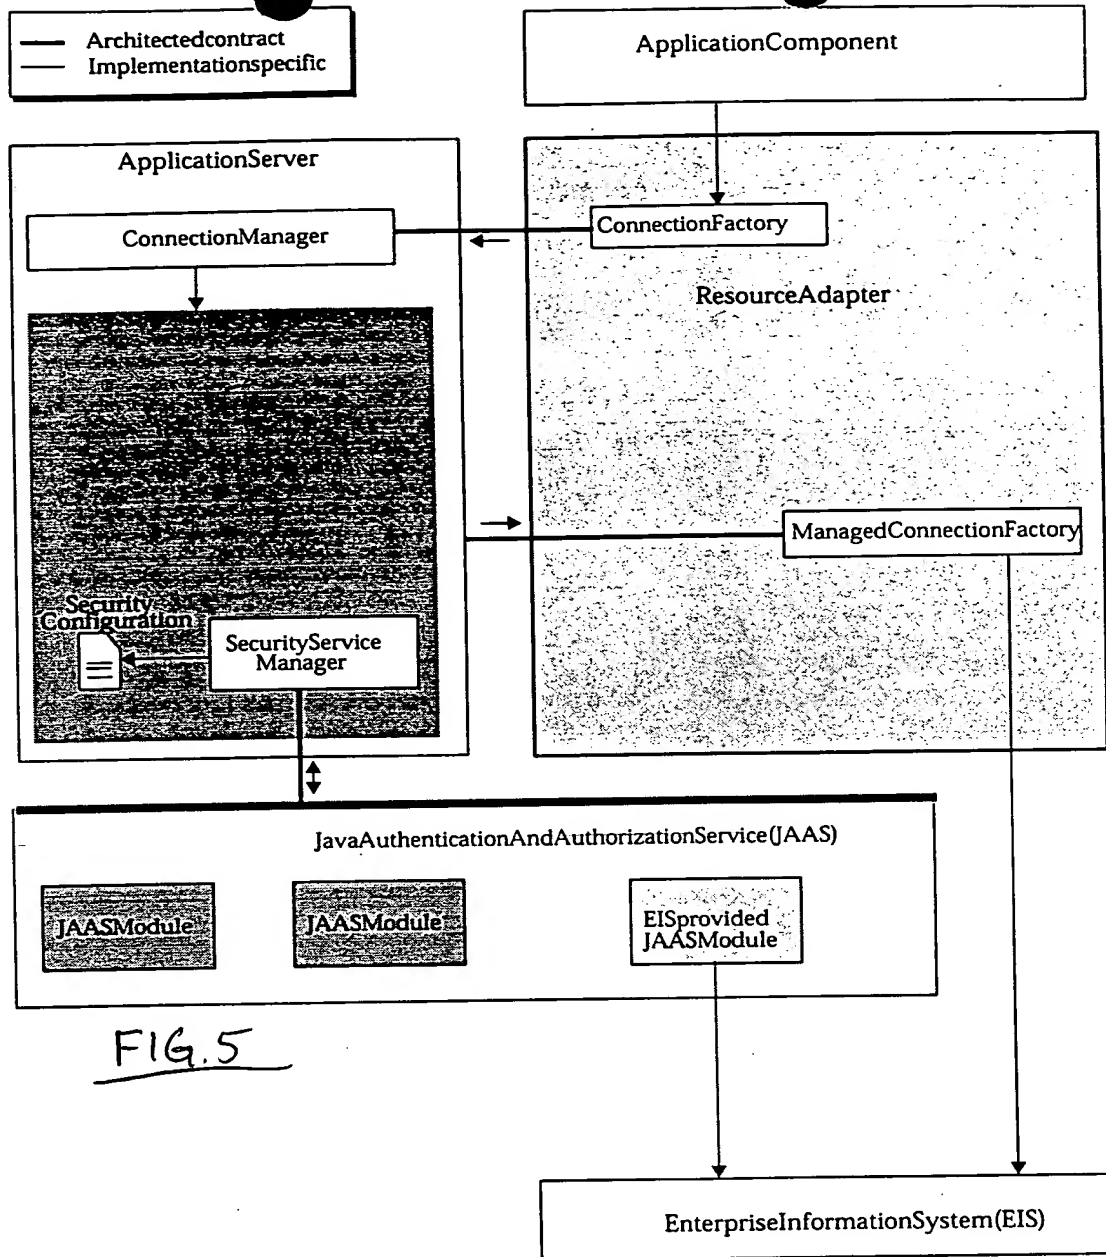 Architectedcontract
Implementationspecific
ApplicationComponent
ApplicationServer
ConnectionManager
ConnectionFactory
ResourceAdapter
ManagedConnectionFactory
Security
Configuration
SecurityService
Manager
JavaAuthenticationAndAuthorizationService(JAAS)
JAASModule
JAASModule
EISprovided
JAASModule
FIG.5
EnterpriseInformationSystem(EIS)